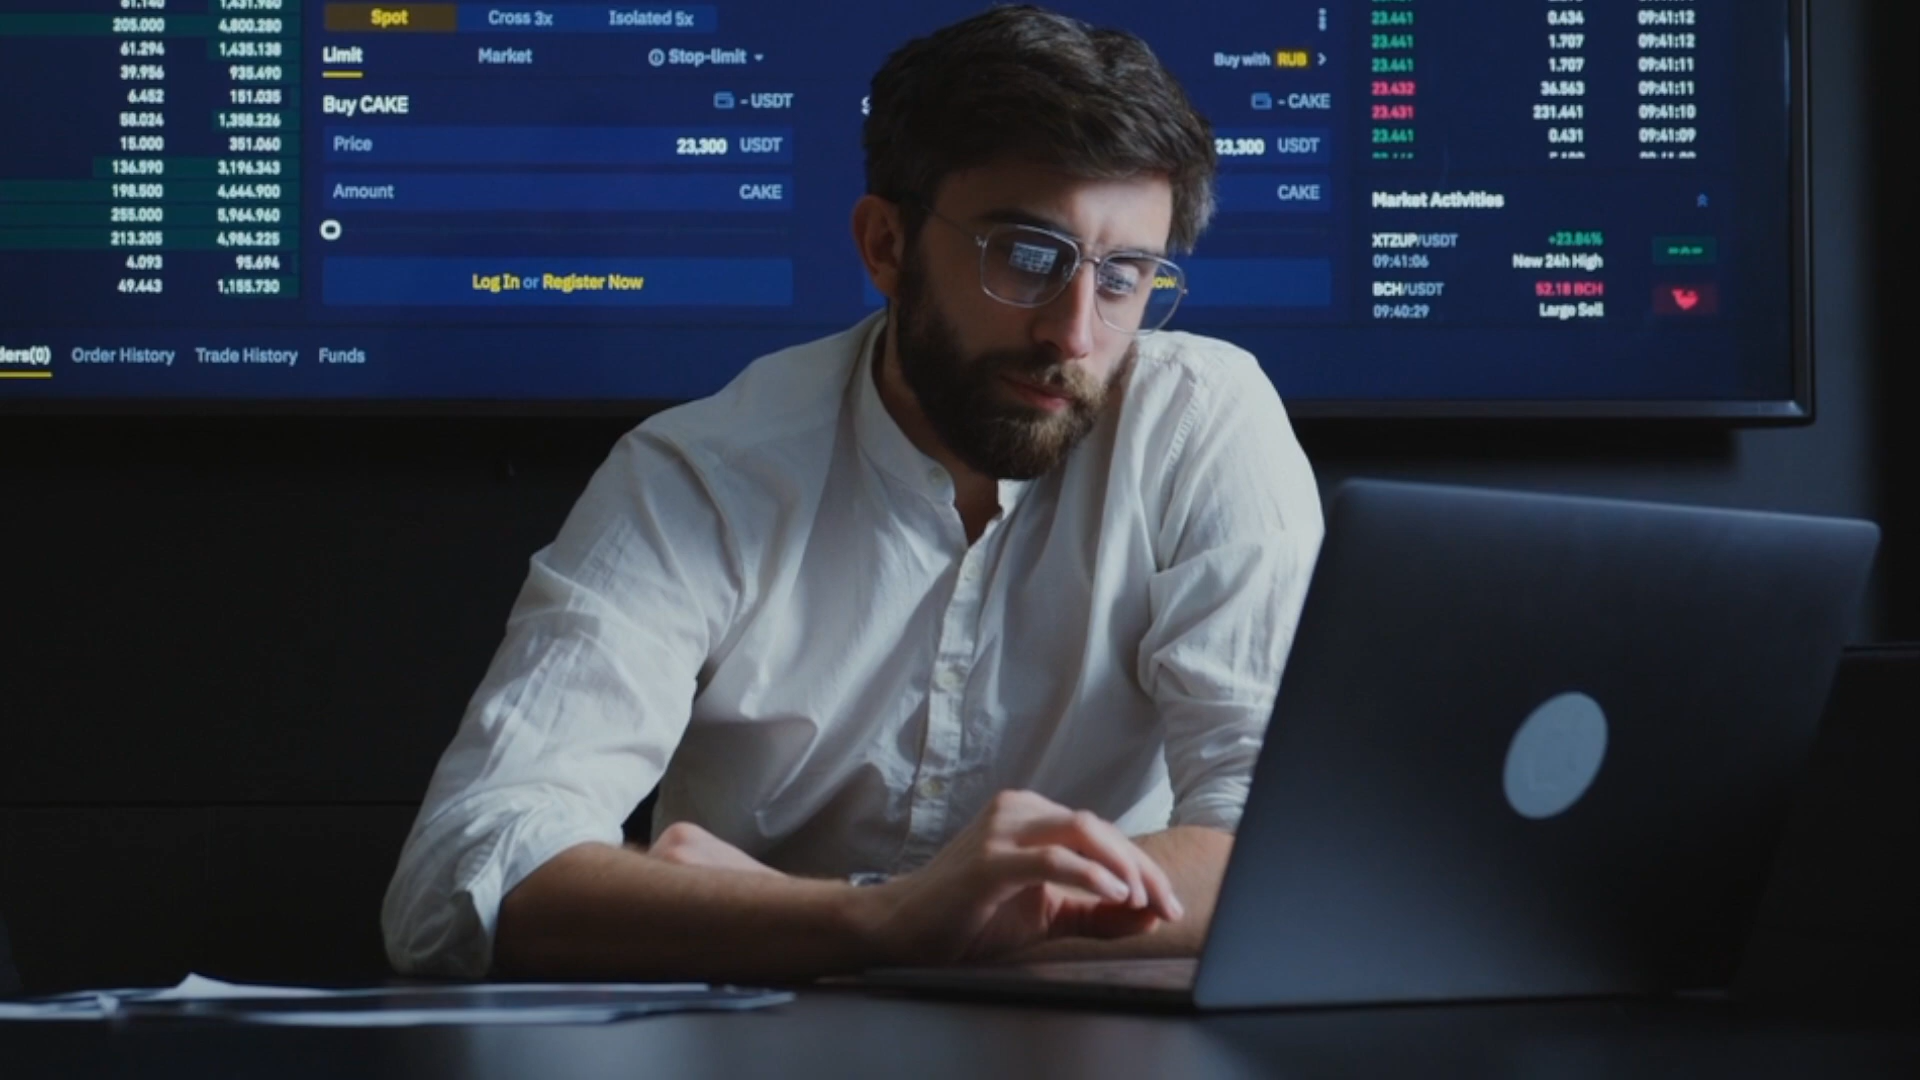 61.140 1,431.960
205.000 4,800.280
61.294 1,435.138
39.956 935.490
6.452 151.035
58.024 1,358.226
15.000 351.060
136.590 3,196.343
198.500 4,644.900
255.000 5,964.960
213.205 4,986.225
4.093 95.694
49.443 1,155.730
Spot Cross 3x Isolated 5x
Limit Market Stop-limit
Buy with RUB >
Buy CAKE - USDT
- CAKE
Price 23,300 USDT
23,300 USDT
Amount CAKE
CAKE
Log In or Register Now
23.441 0.434 09:41:12
23.441 1.707 09:41:12
23.441 1.707 09:41:11
23.432 36.563 09:41:11
23.431 231.441 09:41:10
23.441 0.431 09:41:09
Market Activities
XTZUP/USDT +23.84%
09:41:06 New 24h High
BCH/USDT 52.18 BCH
09:40:29 Large Sell
ders(0) Order History Trade History Funds